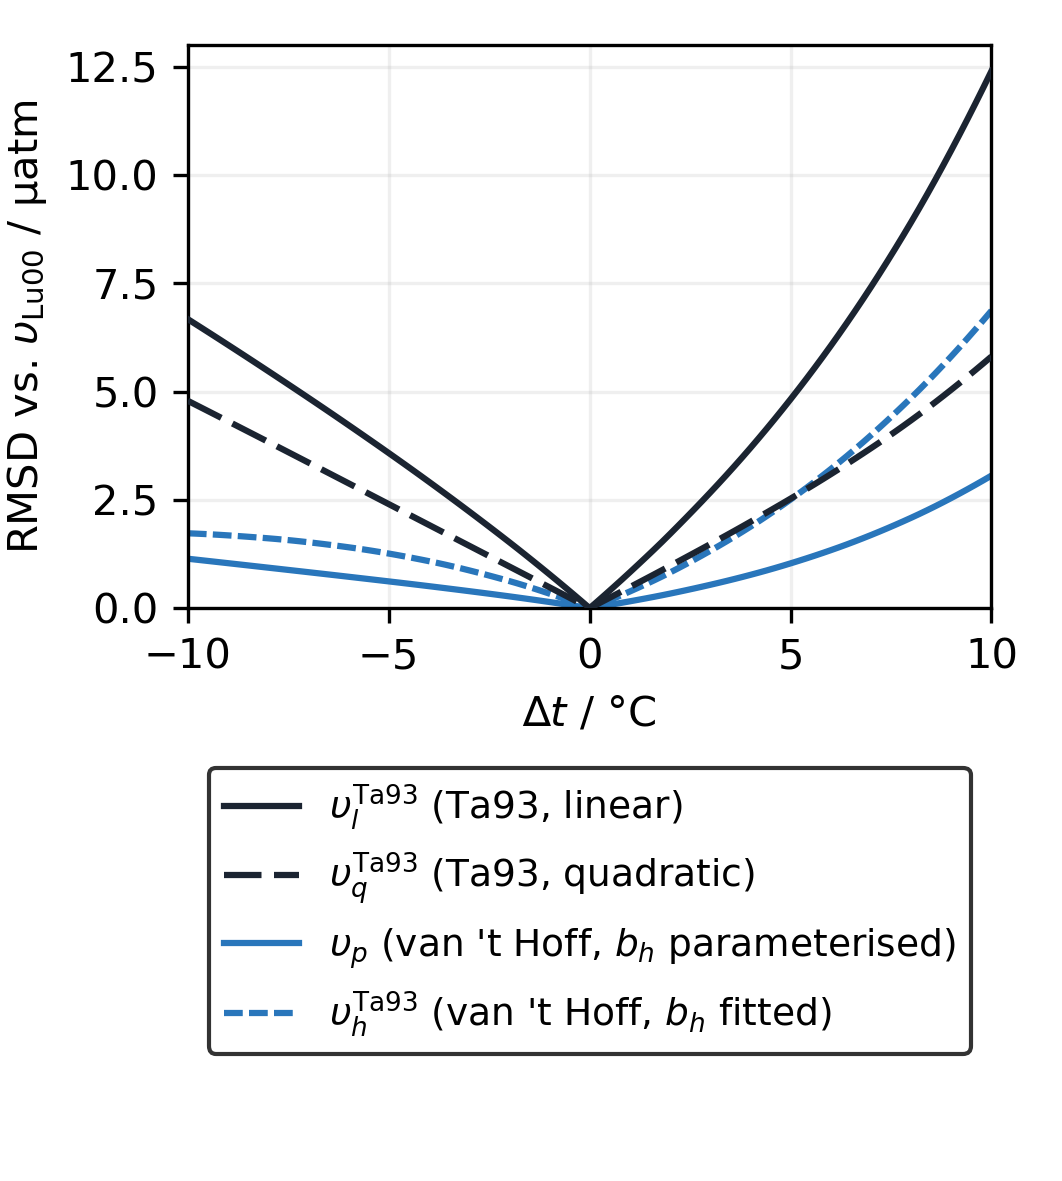 RMSD vs. υLu00 / µatm
12.5
10.0
7.5
5.0
2.5
0.0
−10 −5 0 5 10
Δt / °C
υlTa93 (Ta93, linear)
υqTa93 (Ta93, quadratic)
υp (van 't Hoff, bh parameterised)
υhTa93 (van 't Hoff, bh fitted)